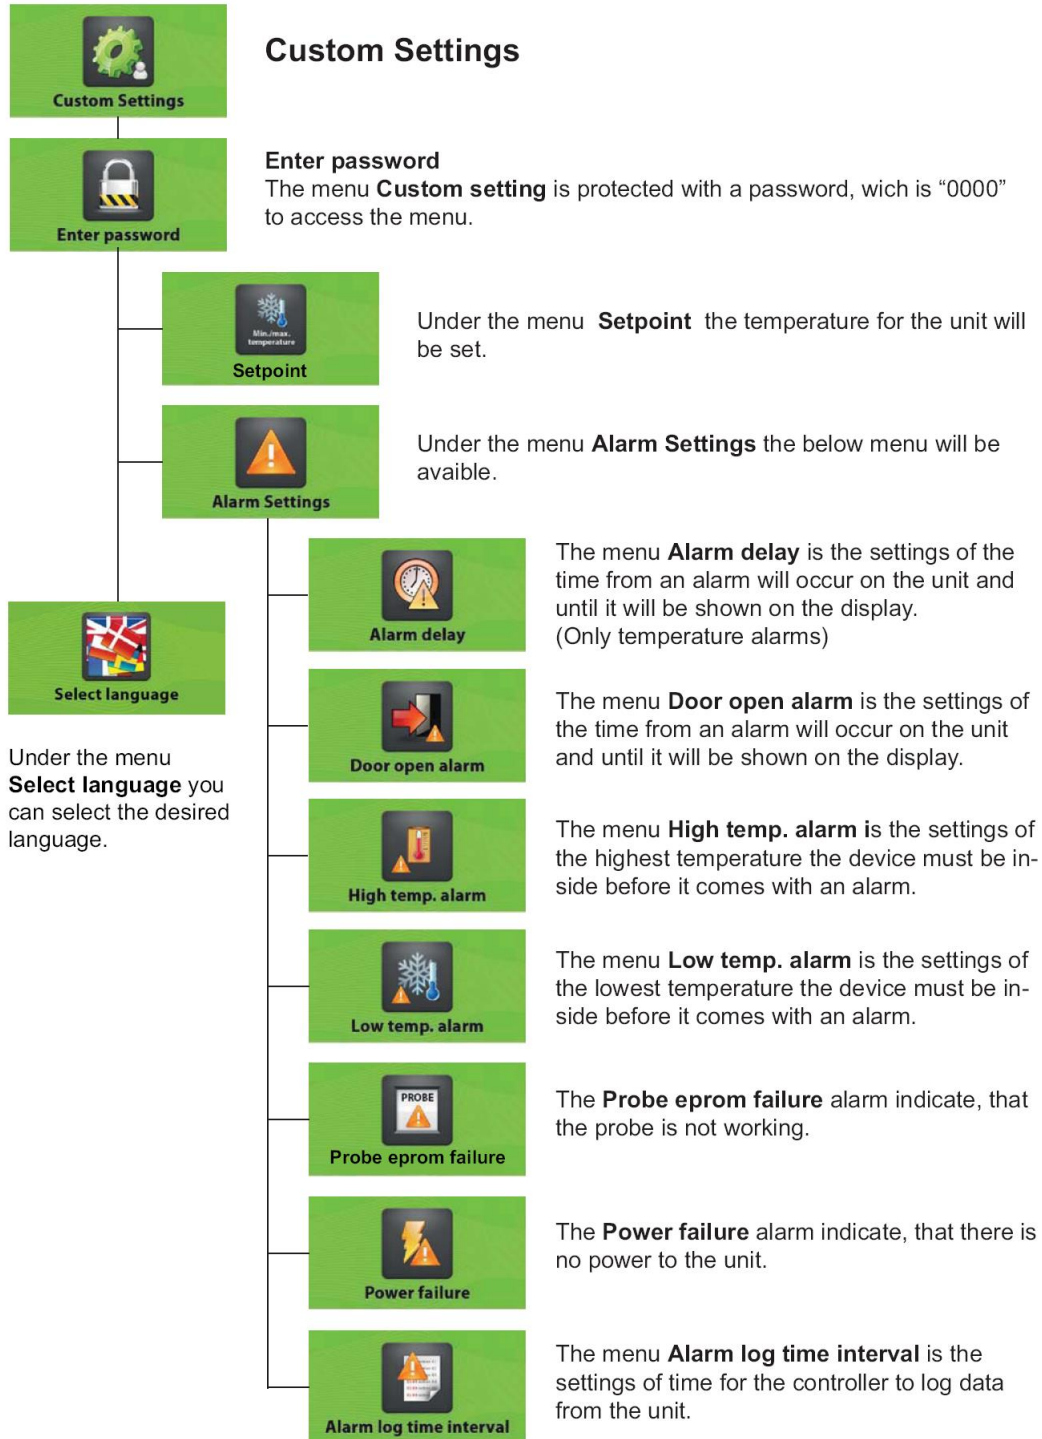 Custom Settings
Custom Settings
Enter password
Enter password
The menu Custom setting is protected with a password, wich is “0000”
to access the menu.
Min./max.
temperature
Setpoint
Under the menu Setpoint the temperature for the unit will
be set.
Alarm Settings
Under the menu Alarm Settings the below menu will be
avaible.
Alarm delay
The menu Alarm delay is the settings of the
time from an alarm will occur on the unit and
until it will be shown on the display.
(Only temperature alarms)
Select language
Under the menu
Select language you
can select the desired
language.
Door open alarm
The menu Door open alarm is the settings of
the time from an alarm will occur on the unit
and until it will be shown on the display.
High temp. alarm
The menu High temp. alarm is the settings of
the highest temperature the device must be in-
side before it comes with an alarm.
Low temp. alarm
The menu Low temp. alarm is the settings of
the lowest temperature the device must be in-
side before it comes with an alarm.
PROBE
Probe eprom failure
The Probe eprom failure alarm indicate, that
the probe is not working.
Power failure
The Power failure alarm indicate, that there is
no power to the unit.
Alarm log time interval
The menu Alarm log time interval is the
settings of time for the controller to log data
from the unit.